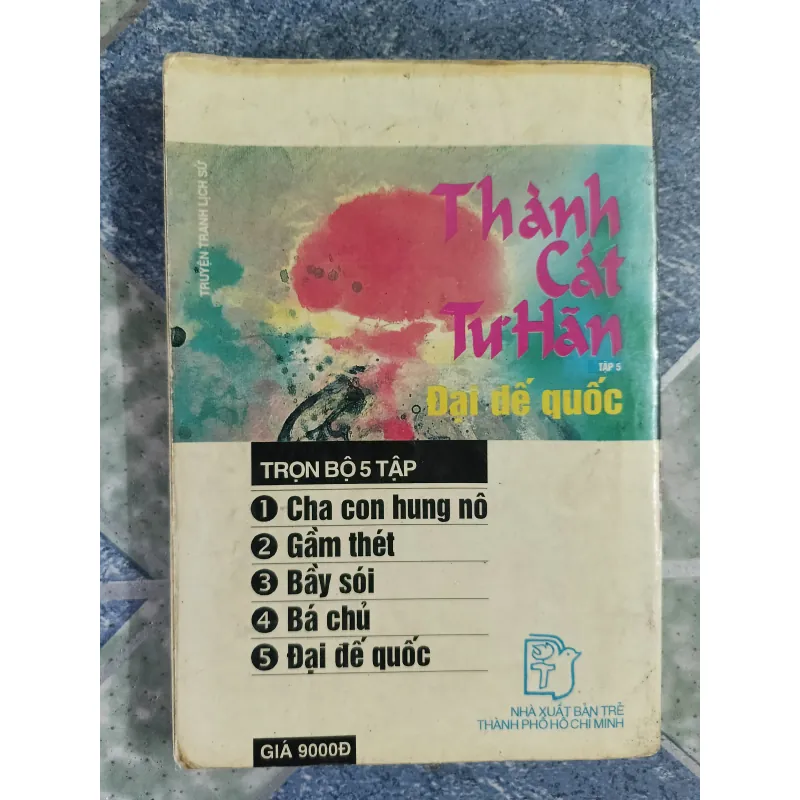 TRUYỆN TRANH LỊCH SỬ
Thành
Cát
Tư Hãn
TẬP 5
Đại dế quốc
TRỌN BỘ 5 TẬP
1 Cha con hung nô
2 Gầm thét
3 Bầy sói
4 Bá chủ
5 Đại đế quốc
NHÀ XUẤT BẢN TRẺ
THÀNH PHỐ HỒ CHÍ MINH
GIÁ 9000Đ